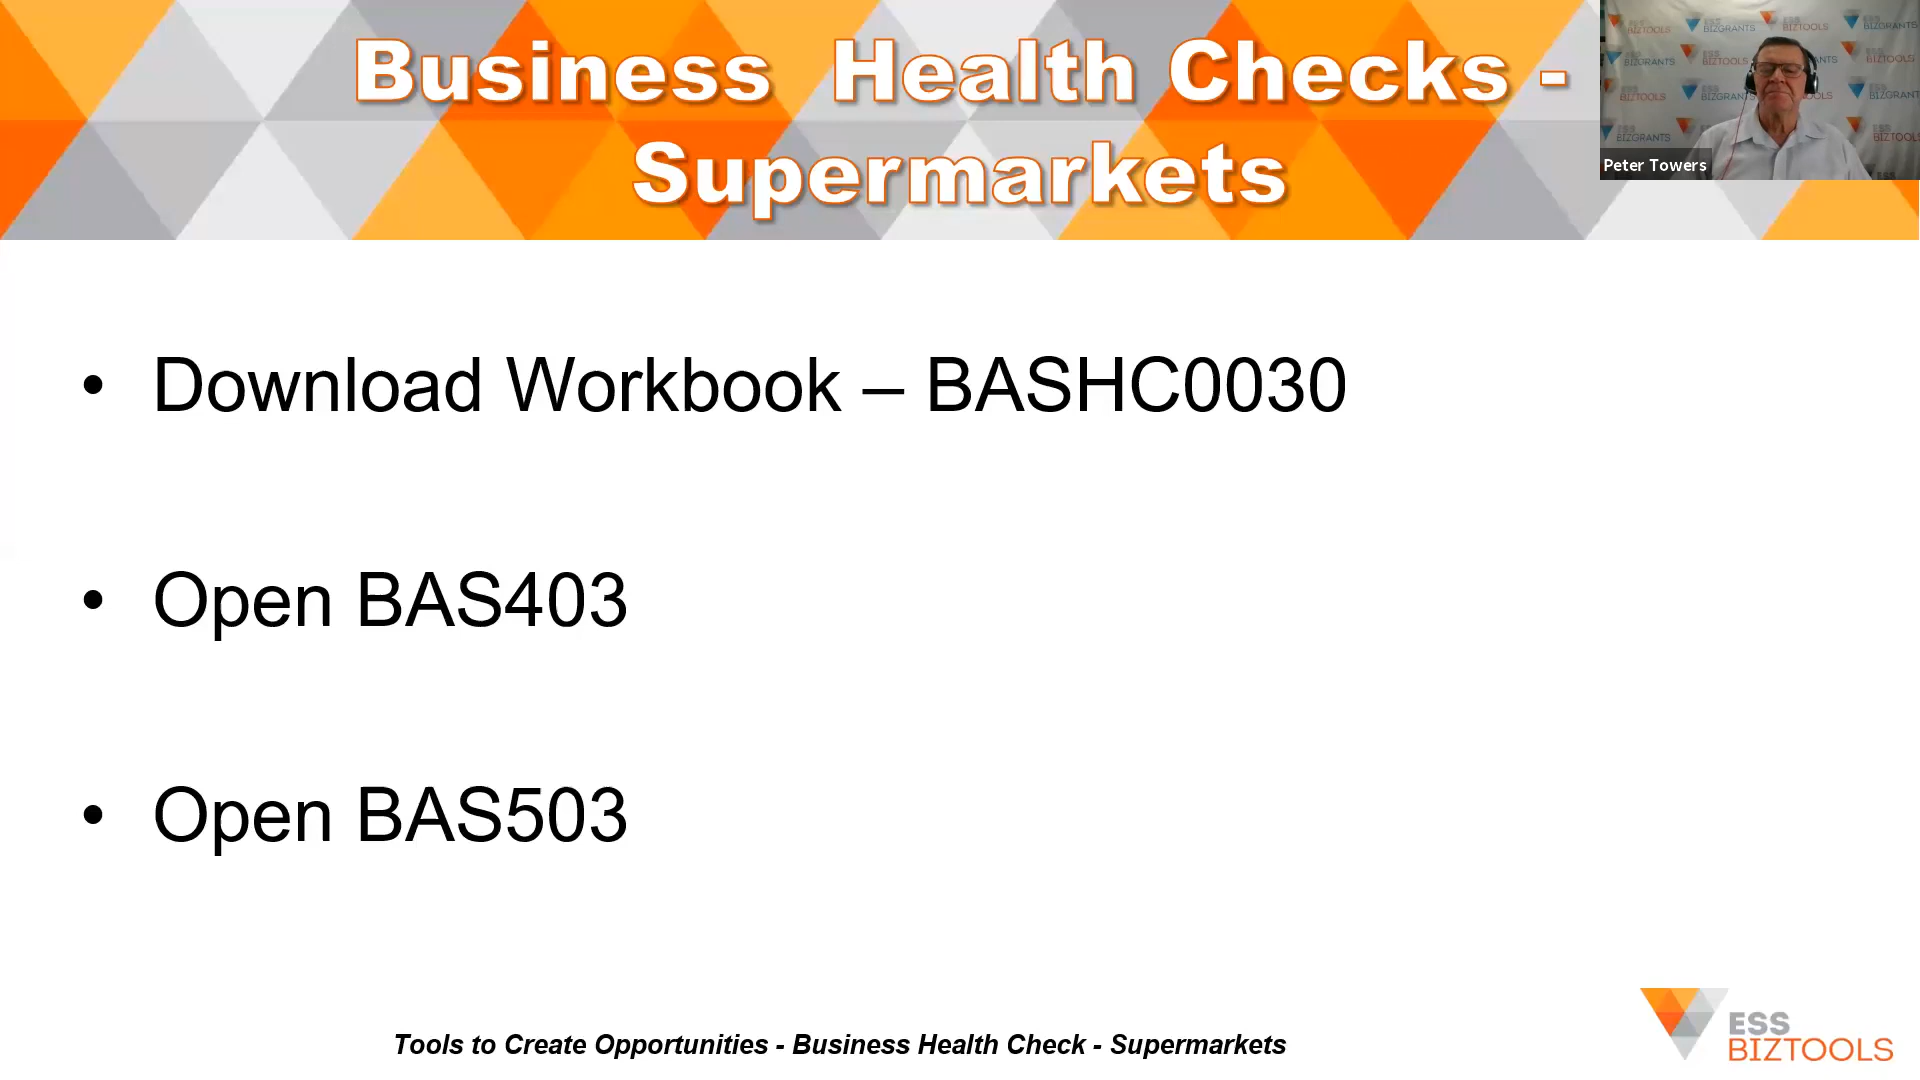 Business Health Checks -
Supermarkets
Peter Towers
• Download Workbook – BASHC0030
• Open BAS403
• Open BAS503
Tools to Create Opportunities - Business Health Check - Supermarkets
ESS
BIZTOOLS